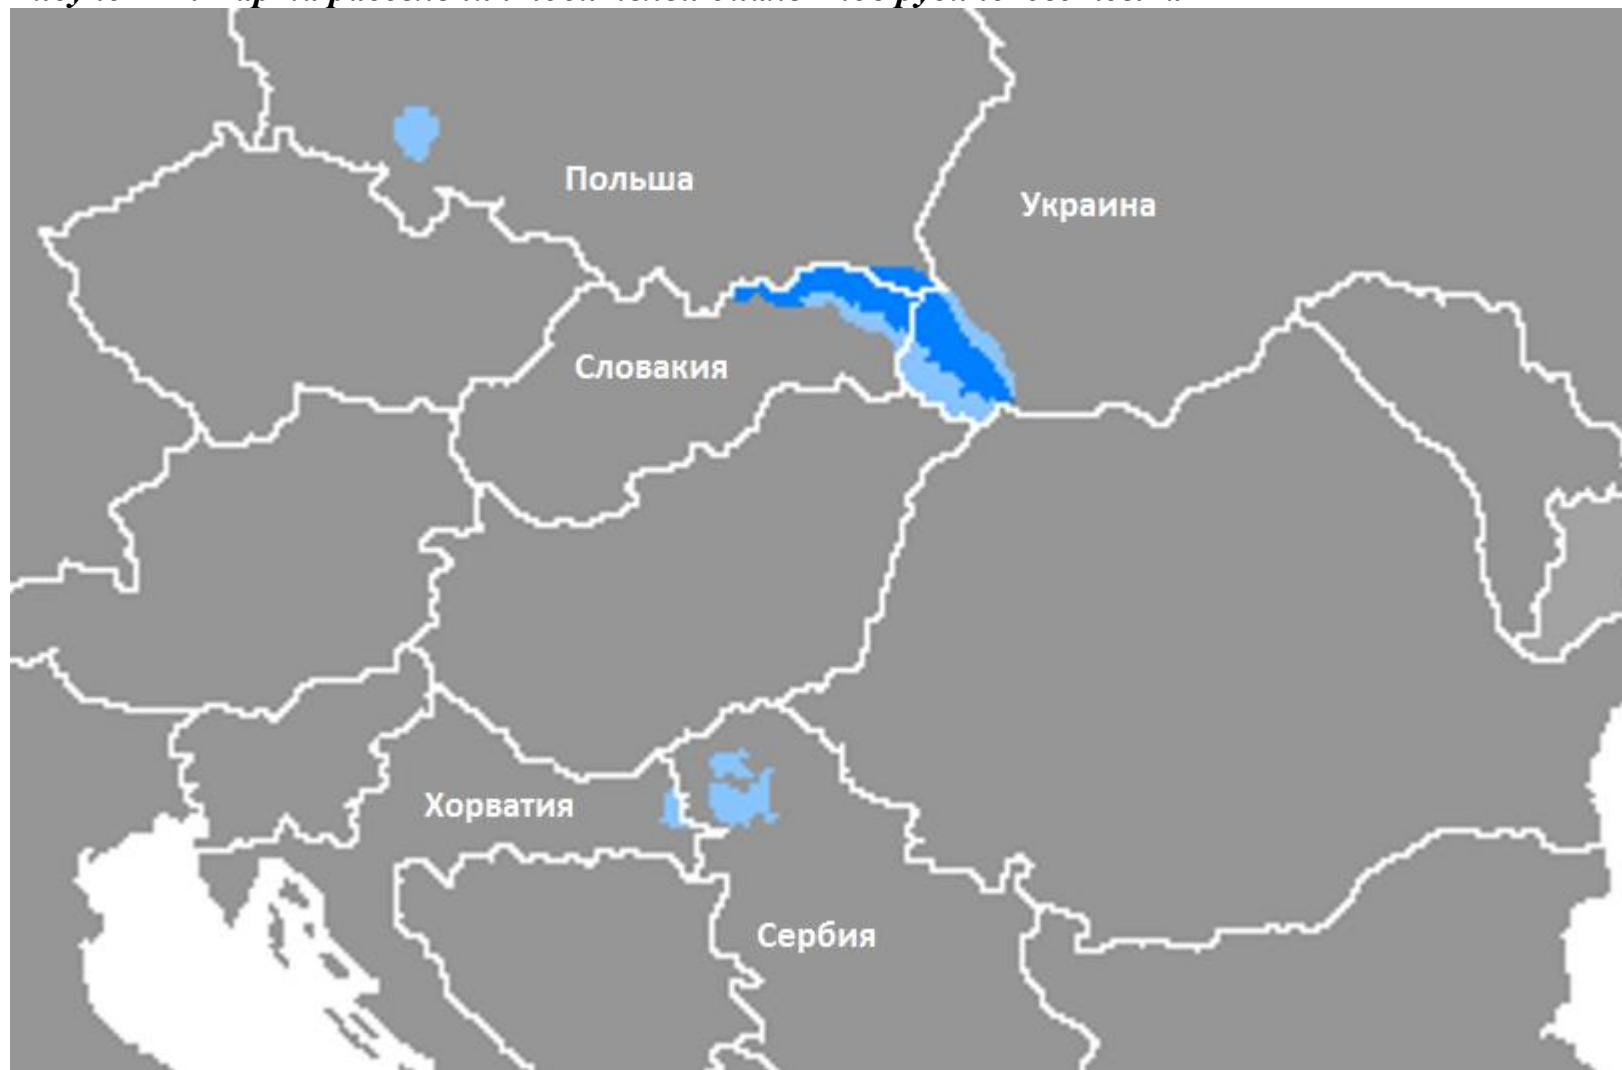 Польша
Украина
Словакия
Хорватия
Сербия